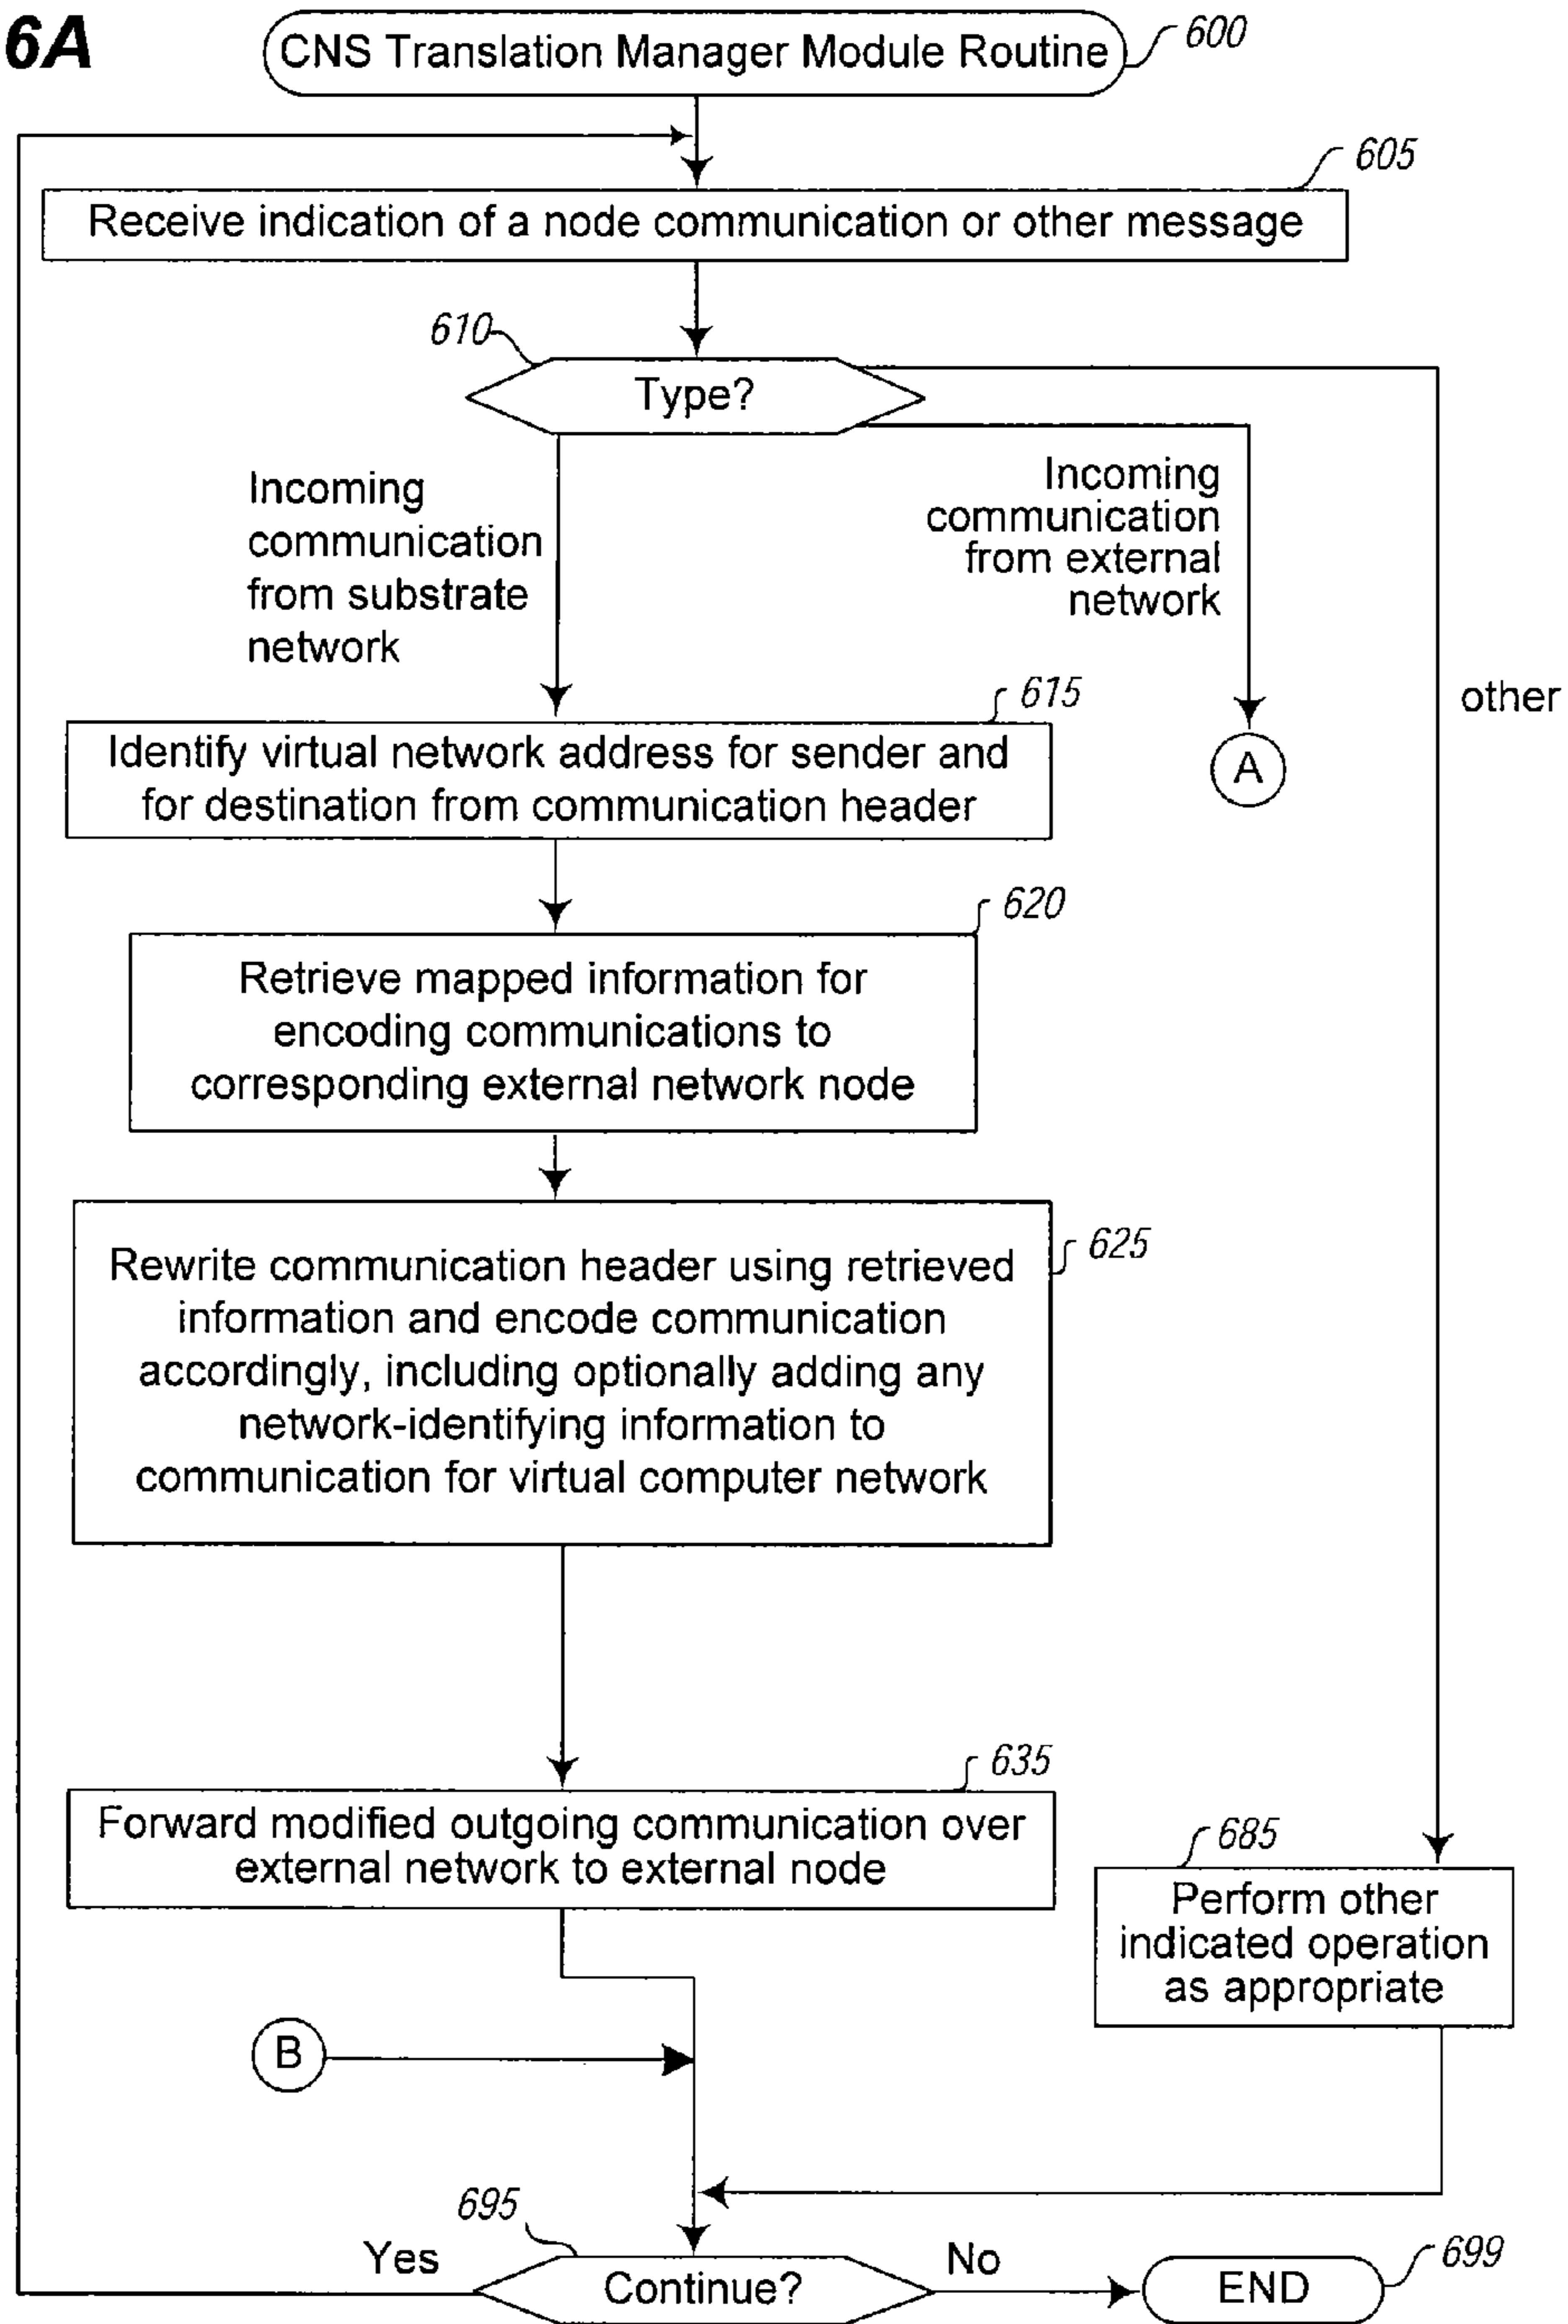 6A
CNS Translation Manager Module Routine
600
605
Receive indication of a node communication or other message
610
Type?
Incoming
communication
from substrate
network
Incoming
communication
from external
network
other
615
Identify virtual network address for sender and
for destination from communication header
A
620
Retrieve mapped information for
encoding communications to
corresponding external network node
625
Rewrite communication header using retrieved
information and encode communication
accordingly, including optionally adding any
network-identifying information to
communication for virtual computer network
635
Forward modified outgoing communication over
external network to external node
685
Perform other
indicated operation
as appropriate
B
695
Yes
Continue?
No
END
699